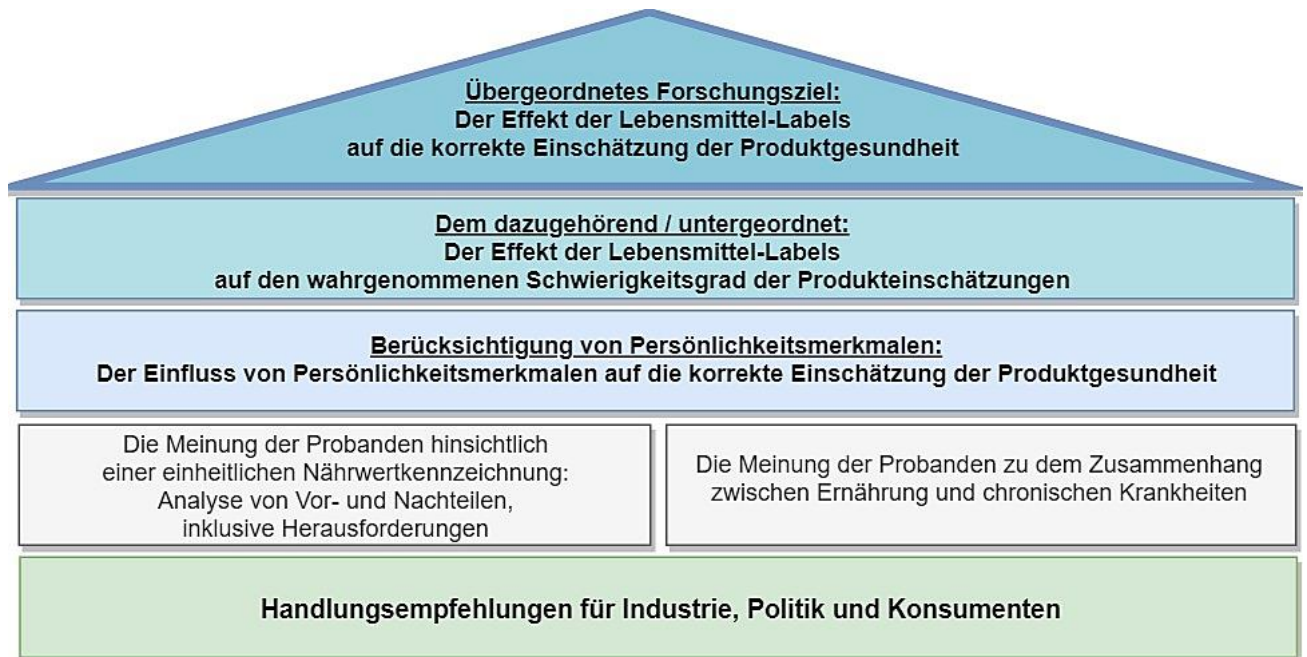 Übergeordnetes Forschungsziel:
Der Effekt der Lebensmittel-Labels
auf die korrekte Einschätzung der Produktgesundheit
Dem dazugehörend / untergeordnet:
Der Effekt der Lebensmittel-Labels
auf den wahrgenommenen Schwierigkeitsgrad der Produkteinschätzungen
Berücksichtigung von Persönlichkeitsmerkmalen:
Der Einfluss von Persönlichkeitsmerkmalen auf die korrekte Einschätzung der Produktgesundheit
Die Meinung der Probanden hinsichtlich
einer einheitlichen Nährwertkennzeichnung:
Analyse von Vor- und Nachteilen,
inklusive Herausforderungen
Die Meinung der Probanden zu dem Zusammenhang
zwischen Ernährung und chronischen Krankheiten
Handlungsempfehlungen für Industrie, Politik und Konsumenten